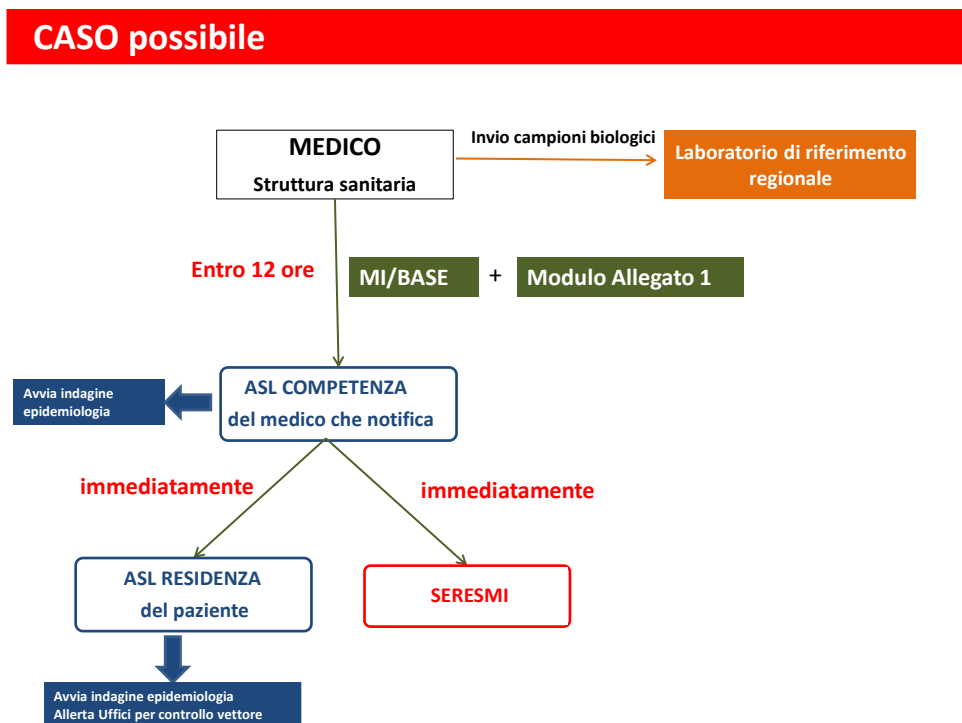 CASO possibile
MEDICO
Struttura sanitaria
Invio campioni biologici
Laboratorio di riferimento
regionale
Entro 12 ore
MI/BASE + Modulo Allegato 1
ASL COMPETENZA
del medico che notifica
Avvia indagine
epidemiologia
immediatamente
immediatamente
ASL RESIDENZA
del paziente
SERESMI
Avvia indagine epidemiologia
Allerta Uffici per controllo vettore